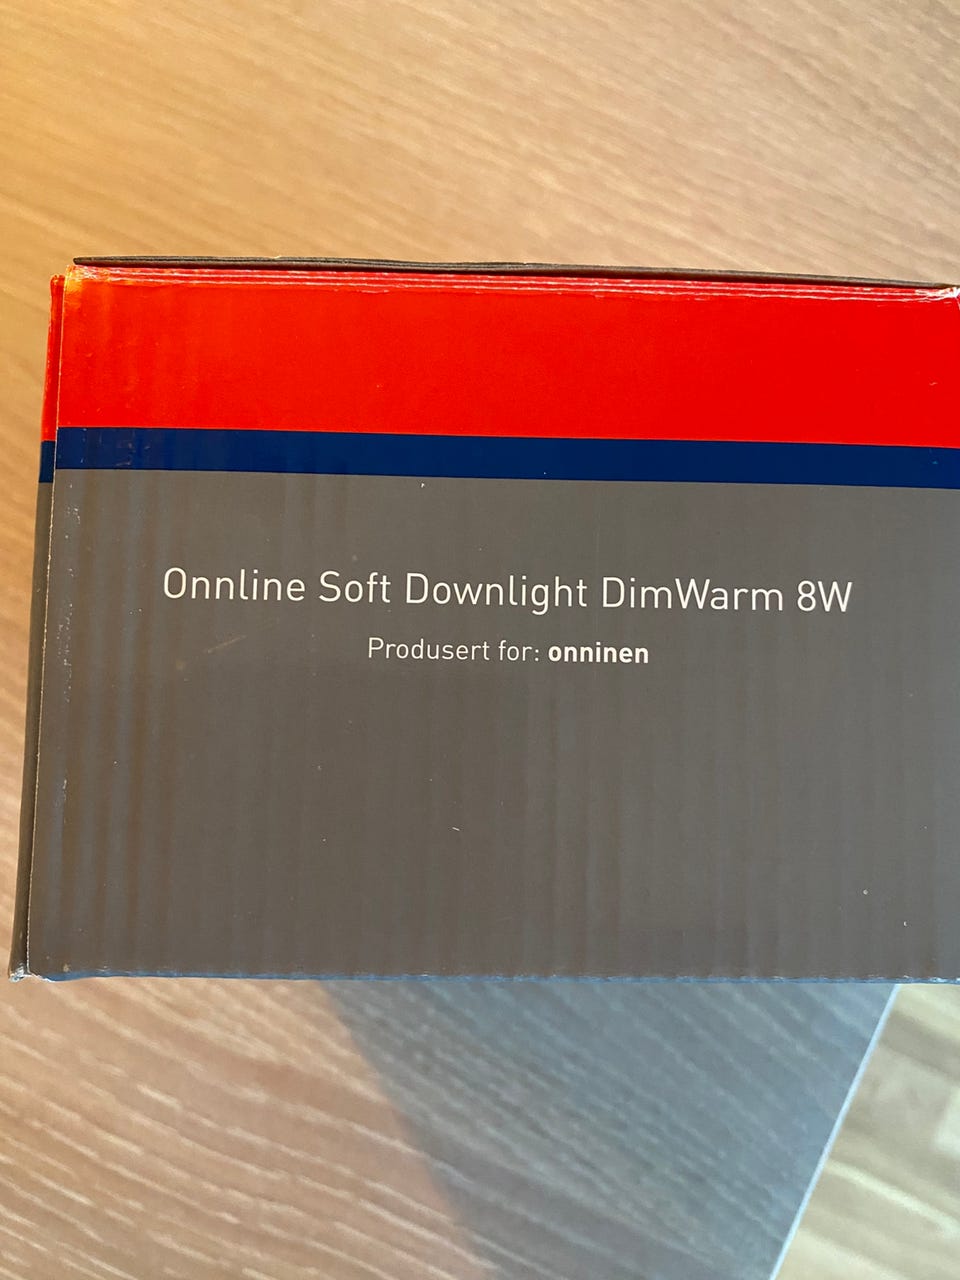 Onnline Soft Downlight DimWarm 8W
Produsert for: onninen